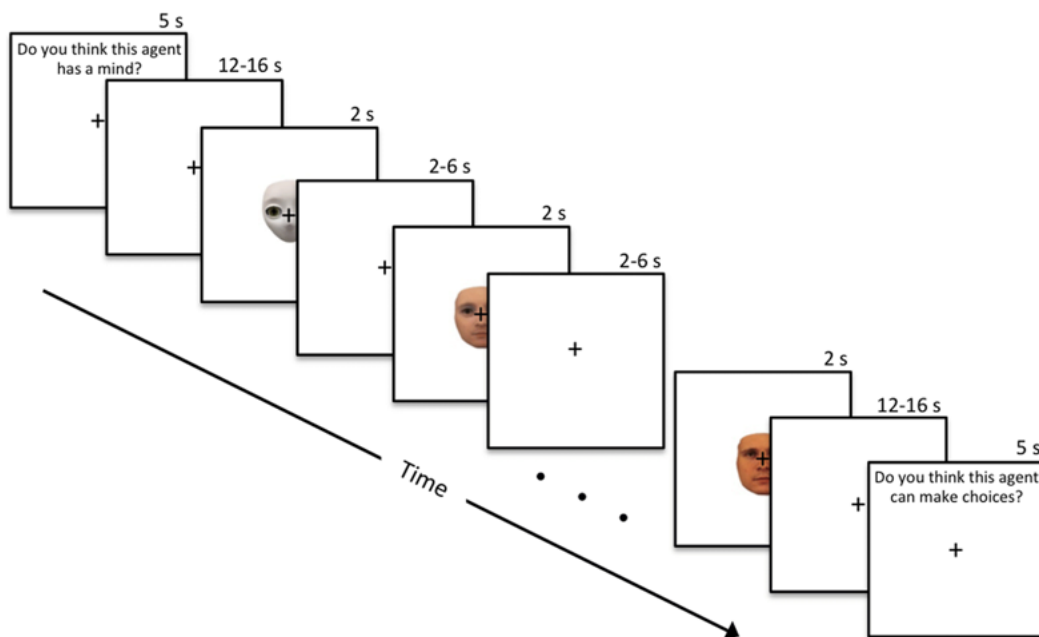 5 s
Do you think this agent
has a mind?
12-16 s
2 s
2-6 s
2 s
2-6 s
2 s
12-16 s
5 s
Do you think this agent
can make choices?
Time